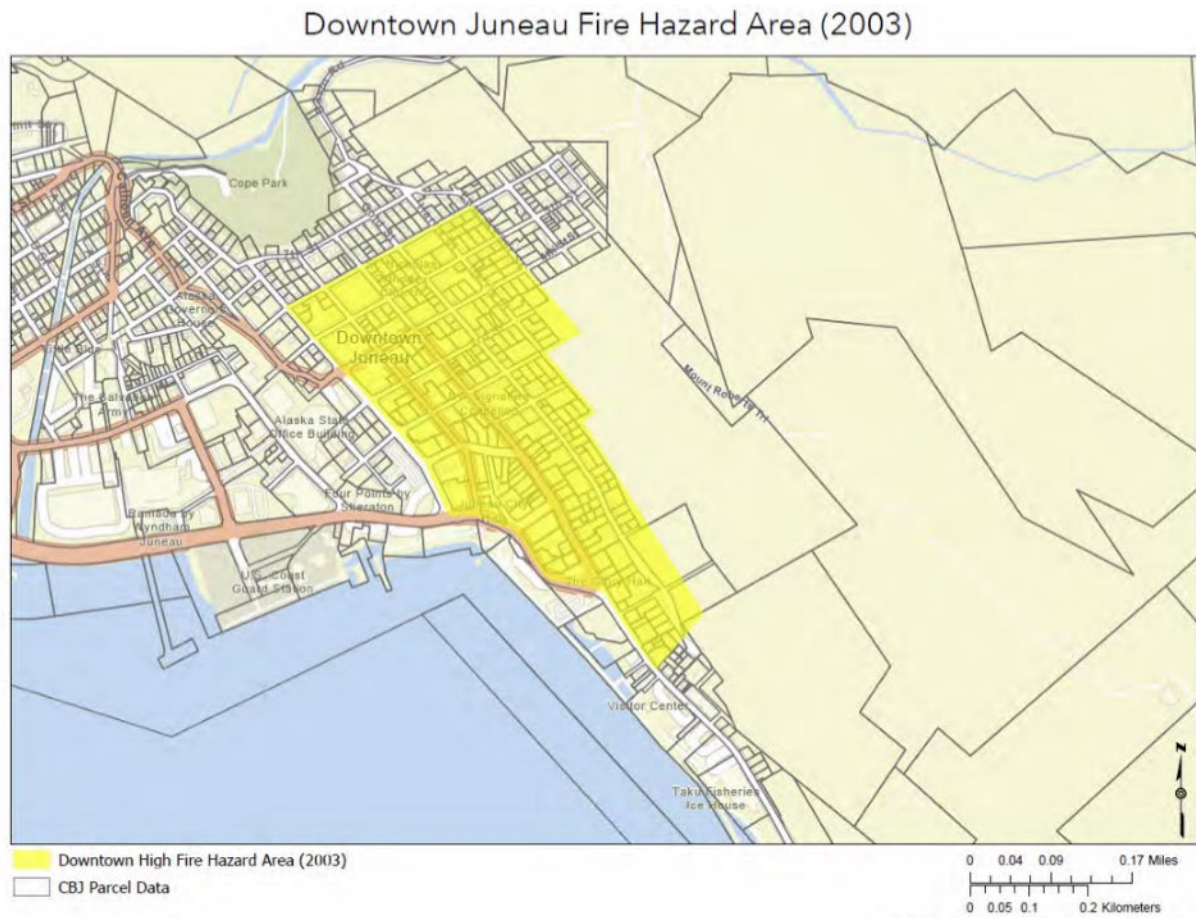 Downtown Juneau Fire Hazard Area (2003)
Cope Park
Calhoun Ave
7th
Alaska
Governor's
House
Downtown
Juneau
The Salvation
Army
Alaska State
Office Building
Mount Roberts Trl
Four Points by
Sheraton
Ramada by
Wyndham
Juneau
U.S. Coast
Guard Station
Visitor Center
Taku Fisheries
Ice House
N
Downtown High Fire Hazard Area (2003)
CBJ Parcel Data
0 0.04 0.09 0.17 Miles
0 0.05 0.1 0.2 Kilometers